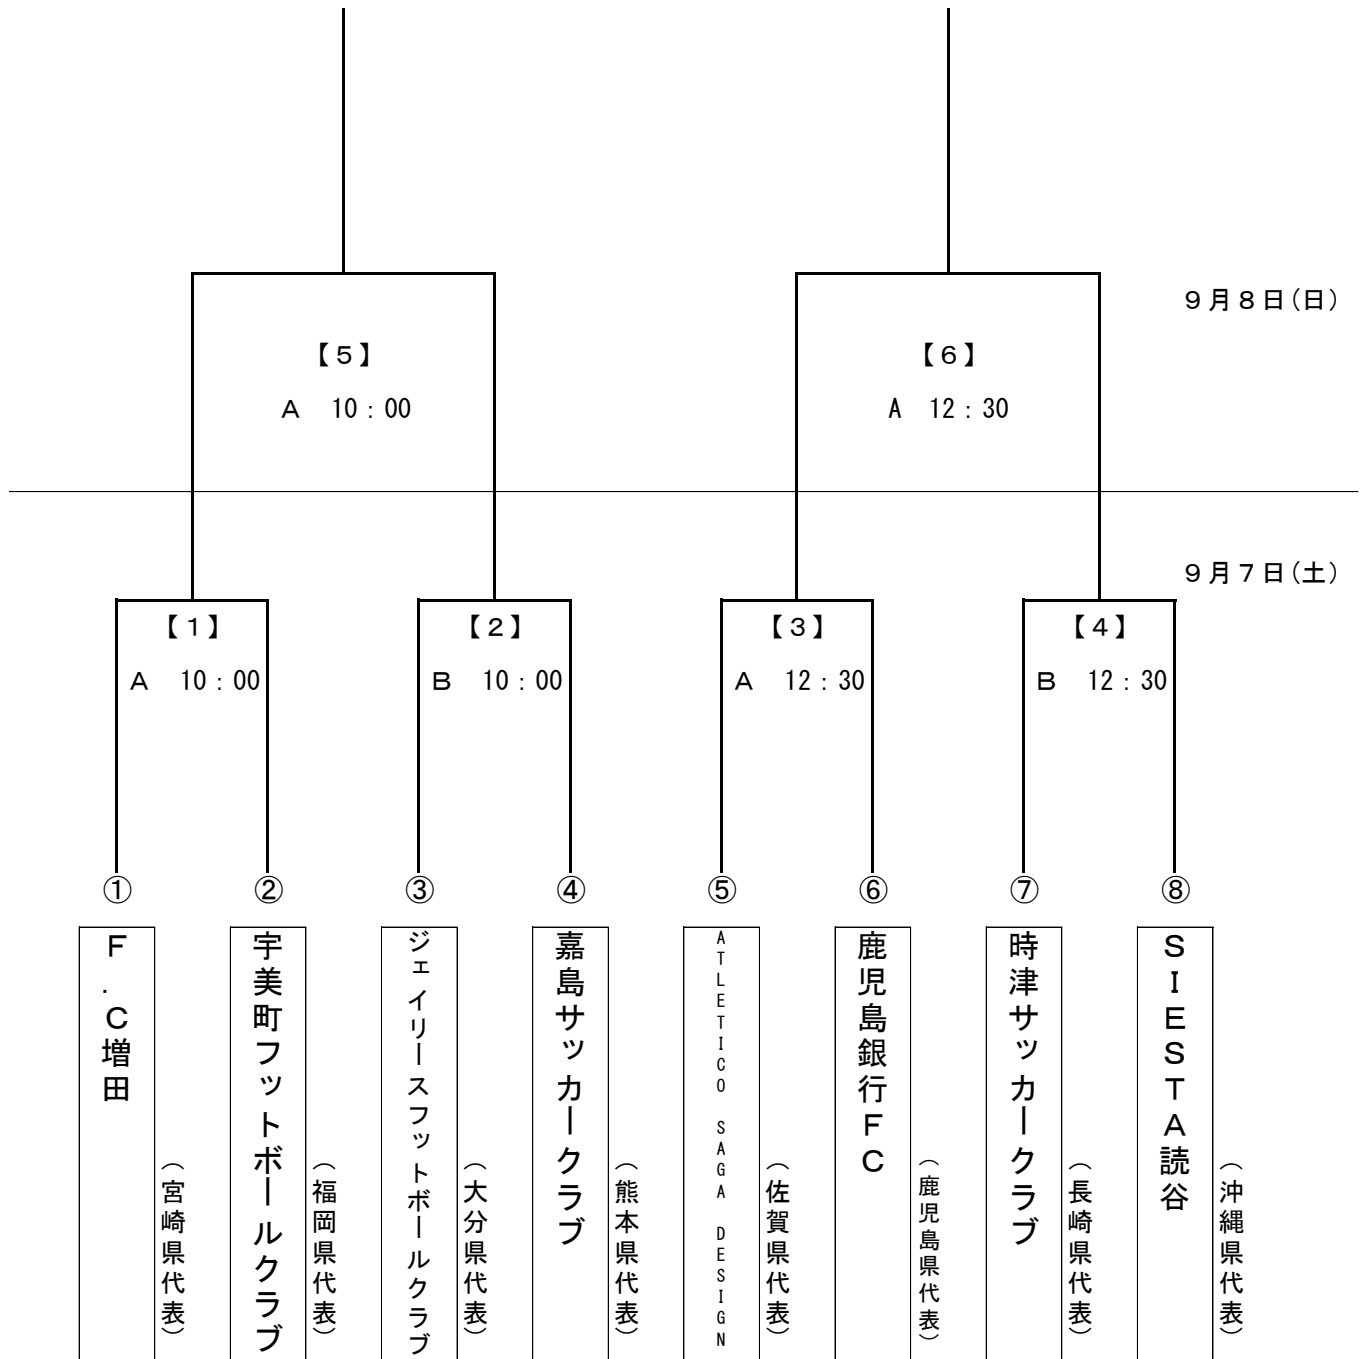 ９月８日(日)
【５】
【６】
Ａ　10：00
Ａ　12：30
９月７日(土)
【１】
【２】
【３】
【４】
Ａ　10：00
Ｂ　10：00
Ａ　12：30
Ｂ　12：30
①
②
③
④
⑤
⑥
⑦
⑧
Ｆ．Ｃ増田
（宮崎県代表）
宇美町フットボールクラブ
（福岡県代表）
ジェイリースフットボールクラブ
（大分県代表）
嘉島サッカークラブ
（熊本県代表）
ATLETICO SAGA DESIGN
（佐賀県代表）
鹿児島銀行ＦＣ
（鹿児島県代表）
時津サッカークラブ
（長崎県代表）
ＳＩＥＳＴＡ読谷
（沖縄県代表）